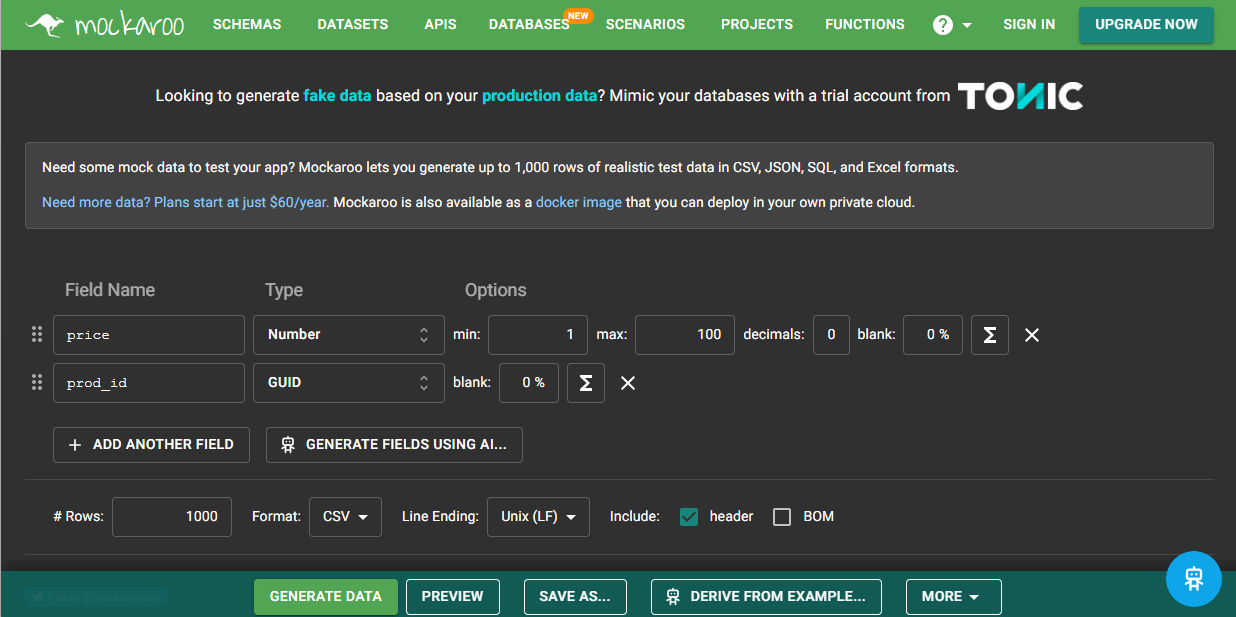 mockaroo SCHEMAS DATASETS APIS DATABASES NEW SCENARIOS PROJECTS FUNCTIONS ? SIGN IN UPGRADE NOW
Looking to generate fake data based on your production data? Mimic your databases with a trial account from TONIC
Need some mock data to test your app? Mockaroo lets you generate up to 1,000 rows of realistic test data in CSV, JSON, SQL, and Excel formats.
Need more data? Plans start at just $60/year. Mockaroo is also available as a docker image that you can deploy in your own private cloud.
Field Name Type Options
price Number min: 1 max: 100 decimals: 0 blank: 0 % Σ
prod_id GUID blank: 0 % Σ
+ ADD ANOTHER FIELD GENERATE FIELDS USING AI...
# Rows: 1000 Format: CSV Line Ending: Unix (LF) Include: header BOM
Follow @mockaroodev GENERATE DATA PREVIEW SAVE AS... DERIVE FROM EXAMPLE... MORE